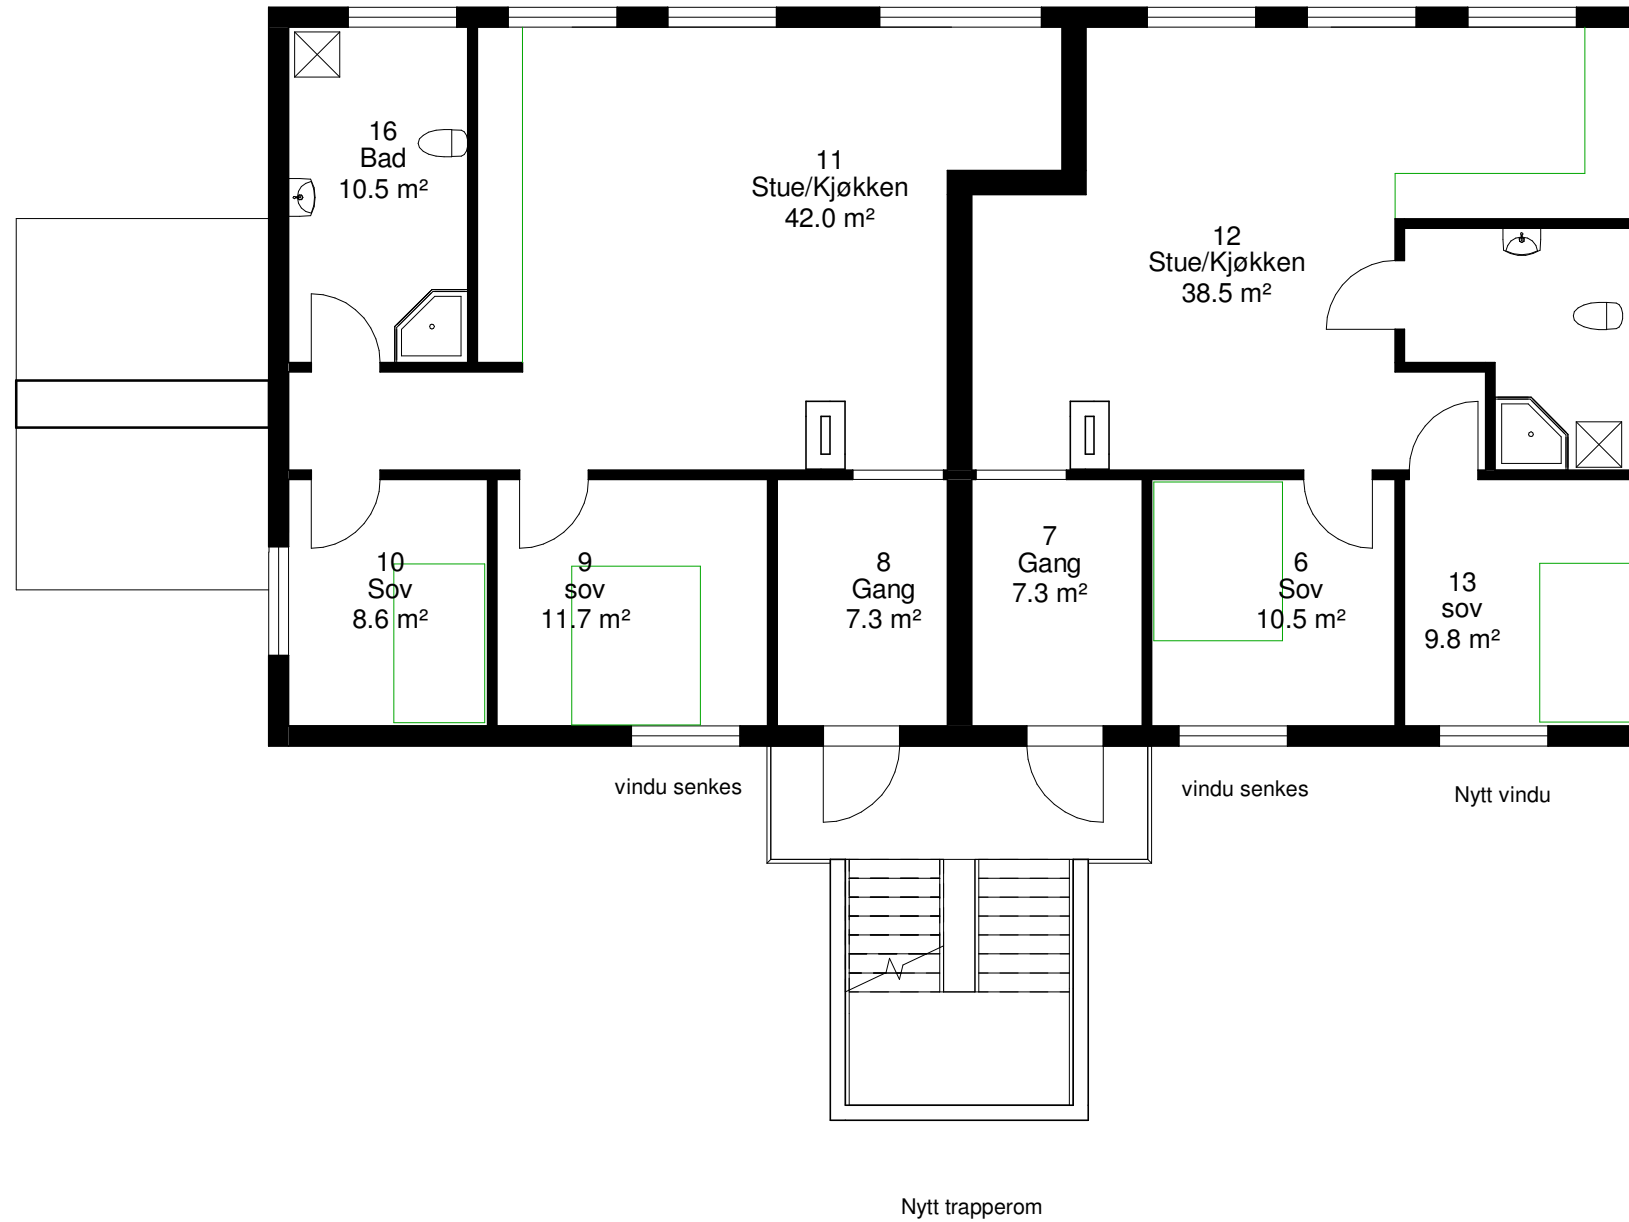 16
Bad
10.5 m²
11
Stue/Kjøkken
42.0 m²
12
Stue/Kjøkken
38.5 m²
10
Sov
8.6 m²
9
sov
11.7 m²
8
Gang
7.3 m²
7
Gang
7.3 m²
6
Sov
10.5 m²
13
sov
9.8 m²
vindu senkes
vindu senkes
Nytt vindu
Nytt trapperom